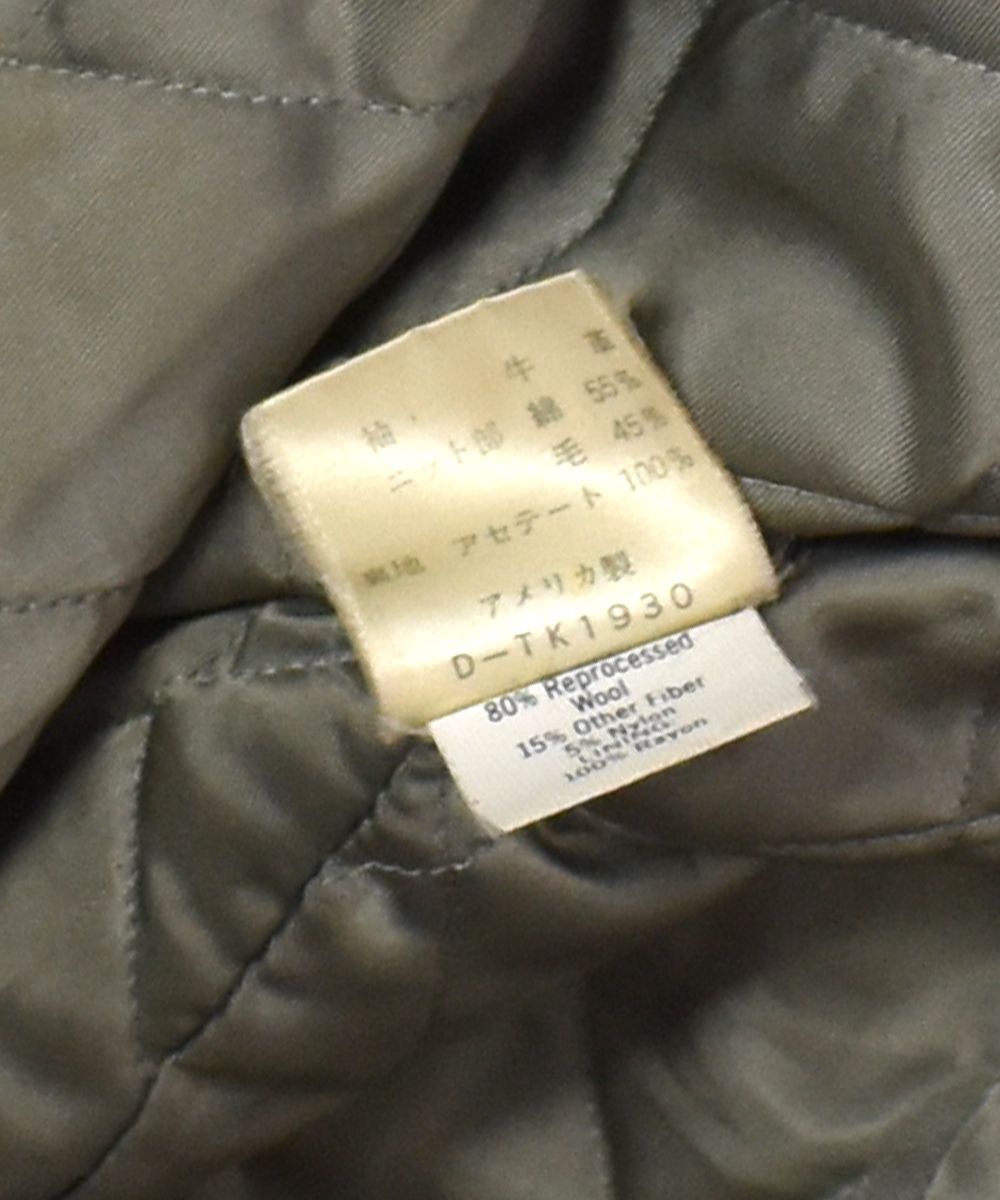 袖 牛 革
ニット部 綿 55%
毛 45%
裏地 アセテート 100%
アメリカ製
D-TK1930
80% Reprocessed
Wool
15% Other Fiber
5% Nylon
LINING
100% Rayon